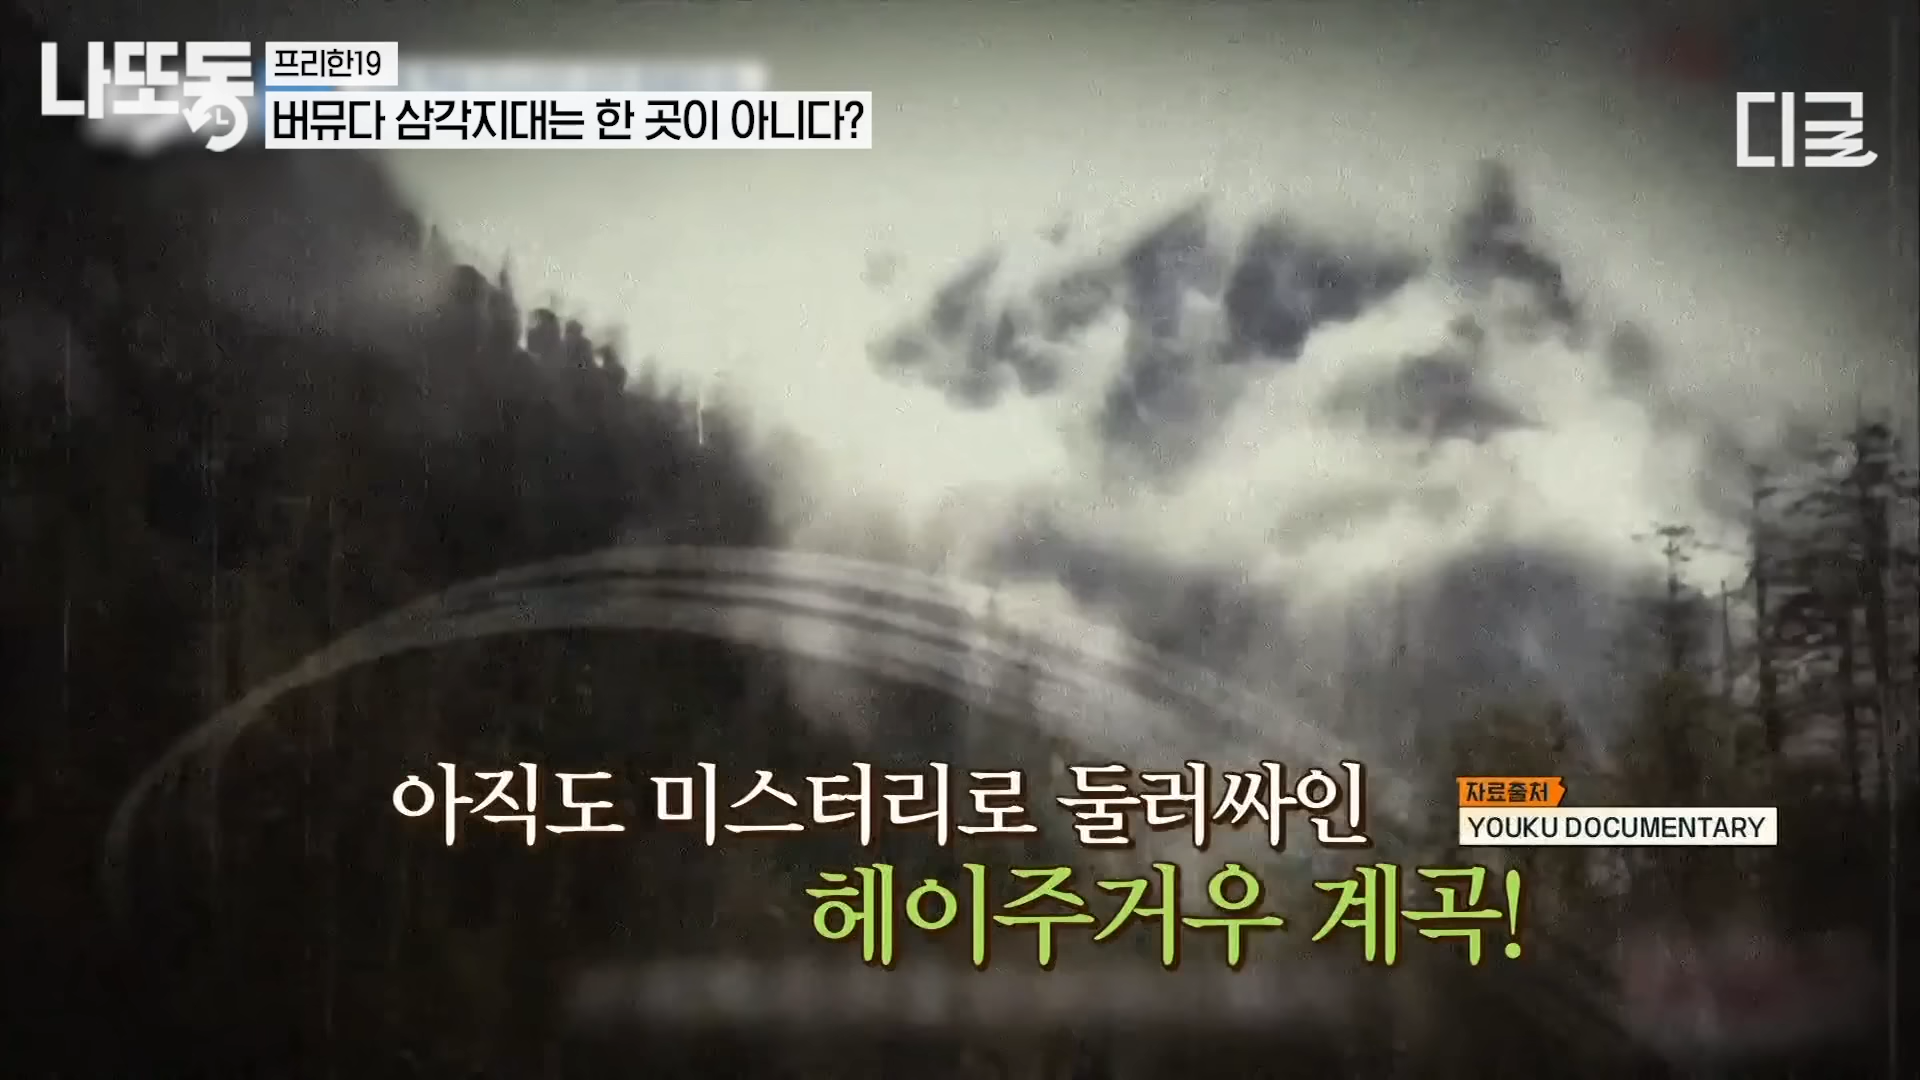 나또동
프리한19
버뮤다 삼각지대는 한 곳이 아니다?
디글
아직도 미스터리로 둘러싸인
자료출처
YOUKU DOCUMENTARY
헤이주거우 계곡!